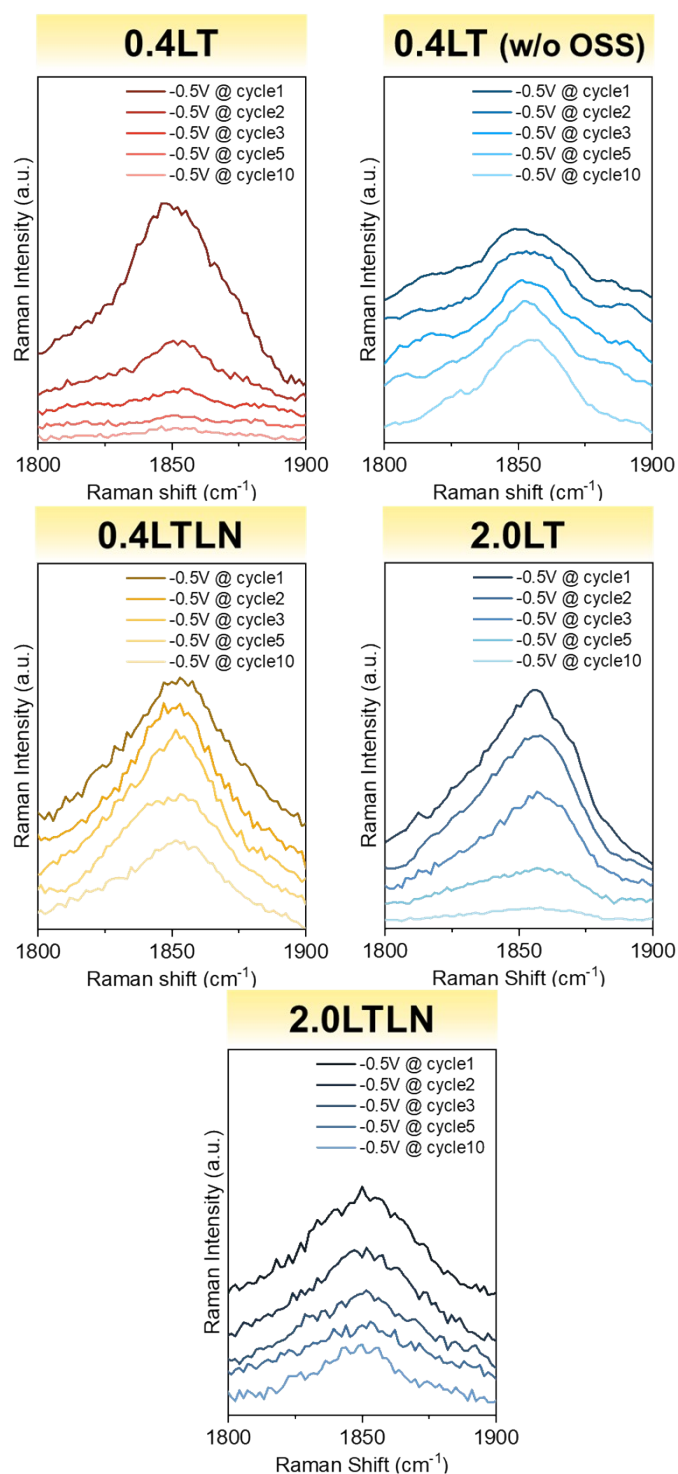 0.4LT
-0.5V @ cycle1
-0.5V @ cycle2
-0.5V @ cycle3
-0.5V @ cycle5
-0.5V @ cycle10
Raman Intensity (a.u.)
1800 1850 1900
Raman shift (cm⁻¹)
0.4LT (w/o OSS)
-0.5V @ cycle1
-0.5V @ cycle2
-0.5V @ cycle3
-0.5V @ cycle5
-0.5V @ cycle10
Raman Intensity (a.u.)
1800 1850 1900
Raman shift (cm⁻¹)
0.4LTLN
-0.5V @ cycle1
-0.5V @ cycle2
-0.5V @ cycle3
-0.5V @ cycle5
-0.5V @ cycle10
Raman Intensity (a.u.)
1800 1850 1900
Raman shift (cm⁻¹)
2.0LT
-0.5V @ cycle1
-0.5V @ cycle2
-0.5V @ cycle3
-0.5V @ cycle5
-0.5V @ cycle10
Raman Intensity (a.u.)
1800 1850 1900
Raman Shift (cm⁻¹)
2.0LTLN
-0.5V @ cycle1
-0.5V @ cycle2
-0.5V @ cycle3
-0.5V @ cycle5
-0.5V @ cycle10
Raman Intensity (a.u.)
1800 1850 1900
Raman Shift (cm⁻¹)